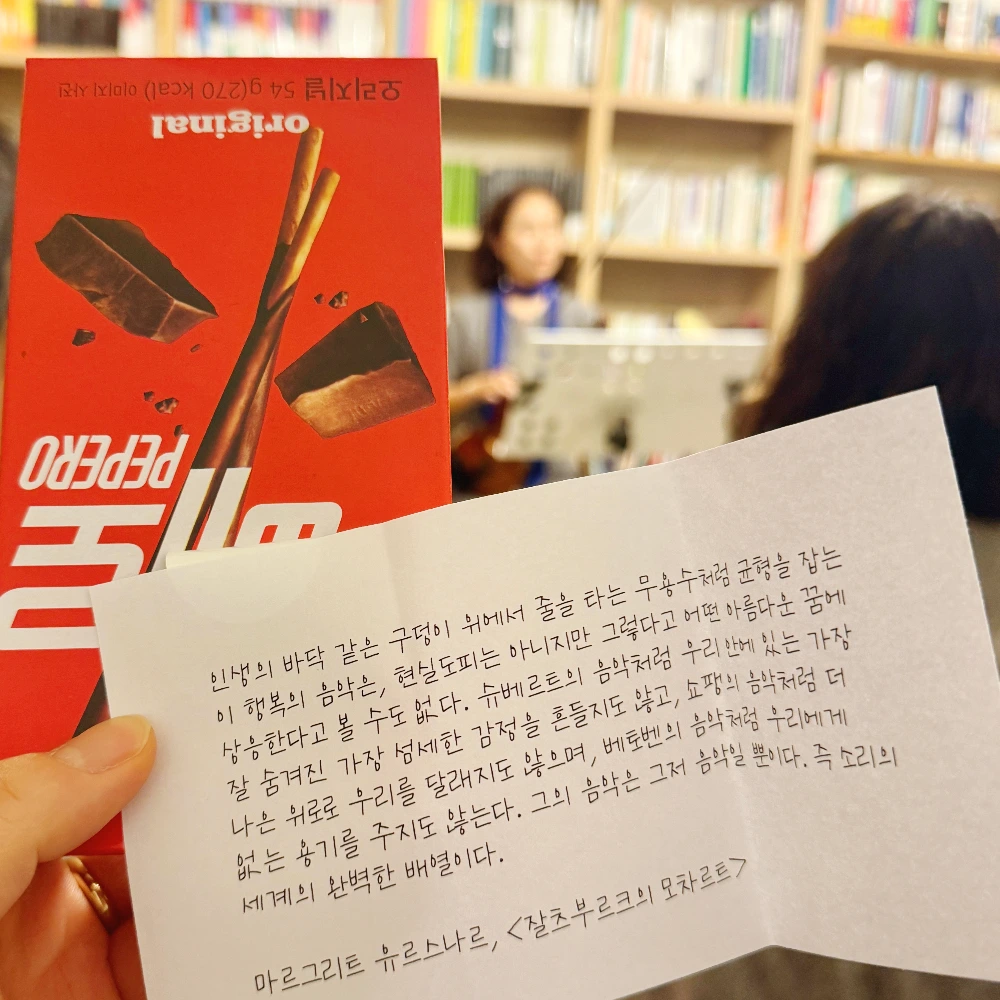 오리지널 54 g(270 kcal) 이미지 사진
original
PEPERO
빼빼로
인생의 바닥 같은 구덩이 위에서 줄을 타는 무용수처럼 균형을 잡는
이 행복의 음악은, 현실도피는 아니지만 그렇다고 어떤 아름다운 꿈에
상응한다고 볼 수도 없다. 슈베르트의 음악처럼 우리 안에 있는 가장
잘 숨겨진 가장 섬세한 감정을 흔들지도 않고, 쇼팽의 음악처럼 더
나은 위로로 우리를 달래지도 않으며, 베토벤의 음악처럼 우리에게
없는 용기를 주지도 않는다. 그의 음악은 그저 음악일 뿐이다. 즉 소리의
세계의 완벽한 배열이다.
마르그리트 유르스나르, <잘츠부르크의 모차르트>